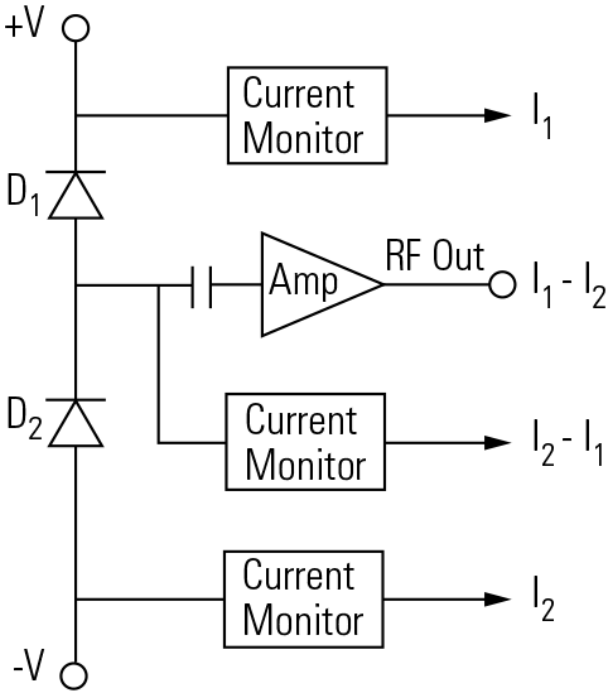 +V
Current
Monitor
I1
D1
RF Out
Amp
I1 - I2
D2
Current
Monitor
I2 - I1
Current
Monitor
I2
-V